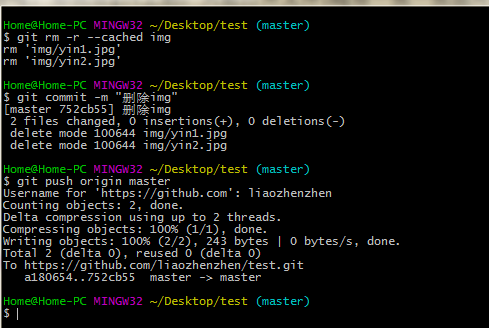 Home@Home-PC MINGW32 ~/Desktop/test (master)
$ git rm -r --cached img
rm 'img/yin1.jpg'
rm 'img/yin2.jpg'
Home@Home-PC MINGW32 ~/Desktop/test (master)
$ git commit -m "删除img"
[master 752cb55] 删除img
2 files changed, 0 insertions(+), 0 deletions(-)
delete mode 100644 img/yin1.jpg
delete mode 100644 img/yin2.jpg
Home@Home-PC MINGW32 ~/Desktop/test (master)
$ git push origin master
Username for 'https://github.com': liaozhenzhen
Counting objects: 2, done.
Delta compression using up to 2 threads.
Compressing objects: 100% (1/1), done.
Writing objects: 100% (2/2), 243 bytes | 0 bytes/s, done.
Total 2 (delta 0), reused 0 (delta 0)
To https://github.com/liaozhenzhen/test.git
a180654..752cb55 master -> master
Home@Home-PC MINGW32 ~/Desktop/test (master)
$